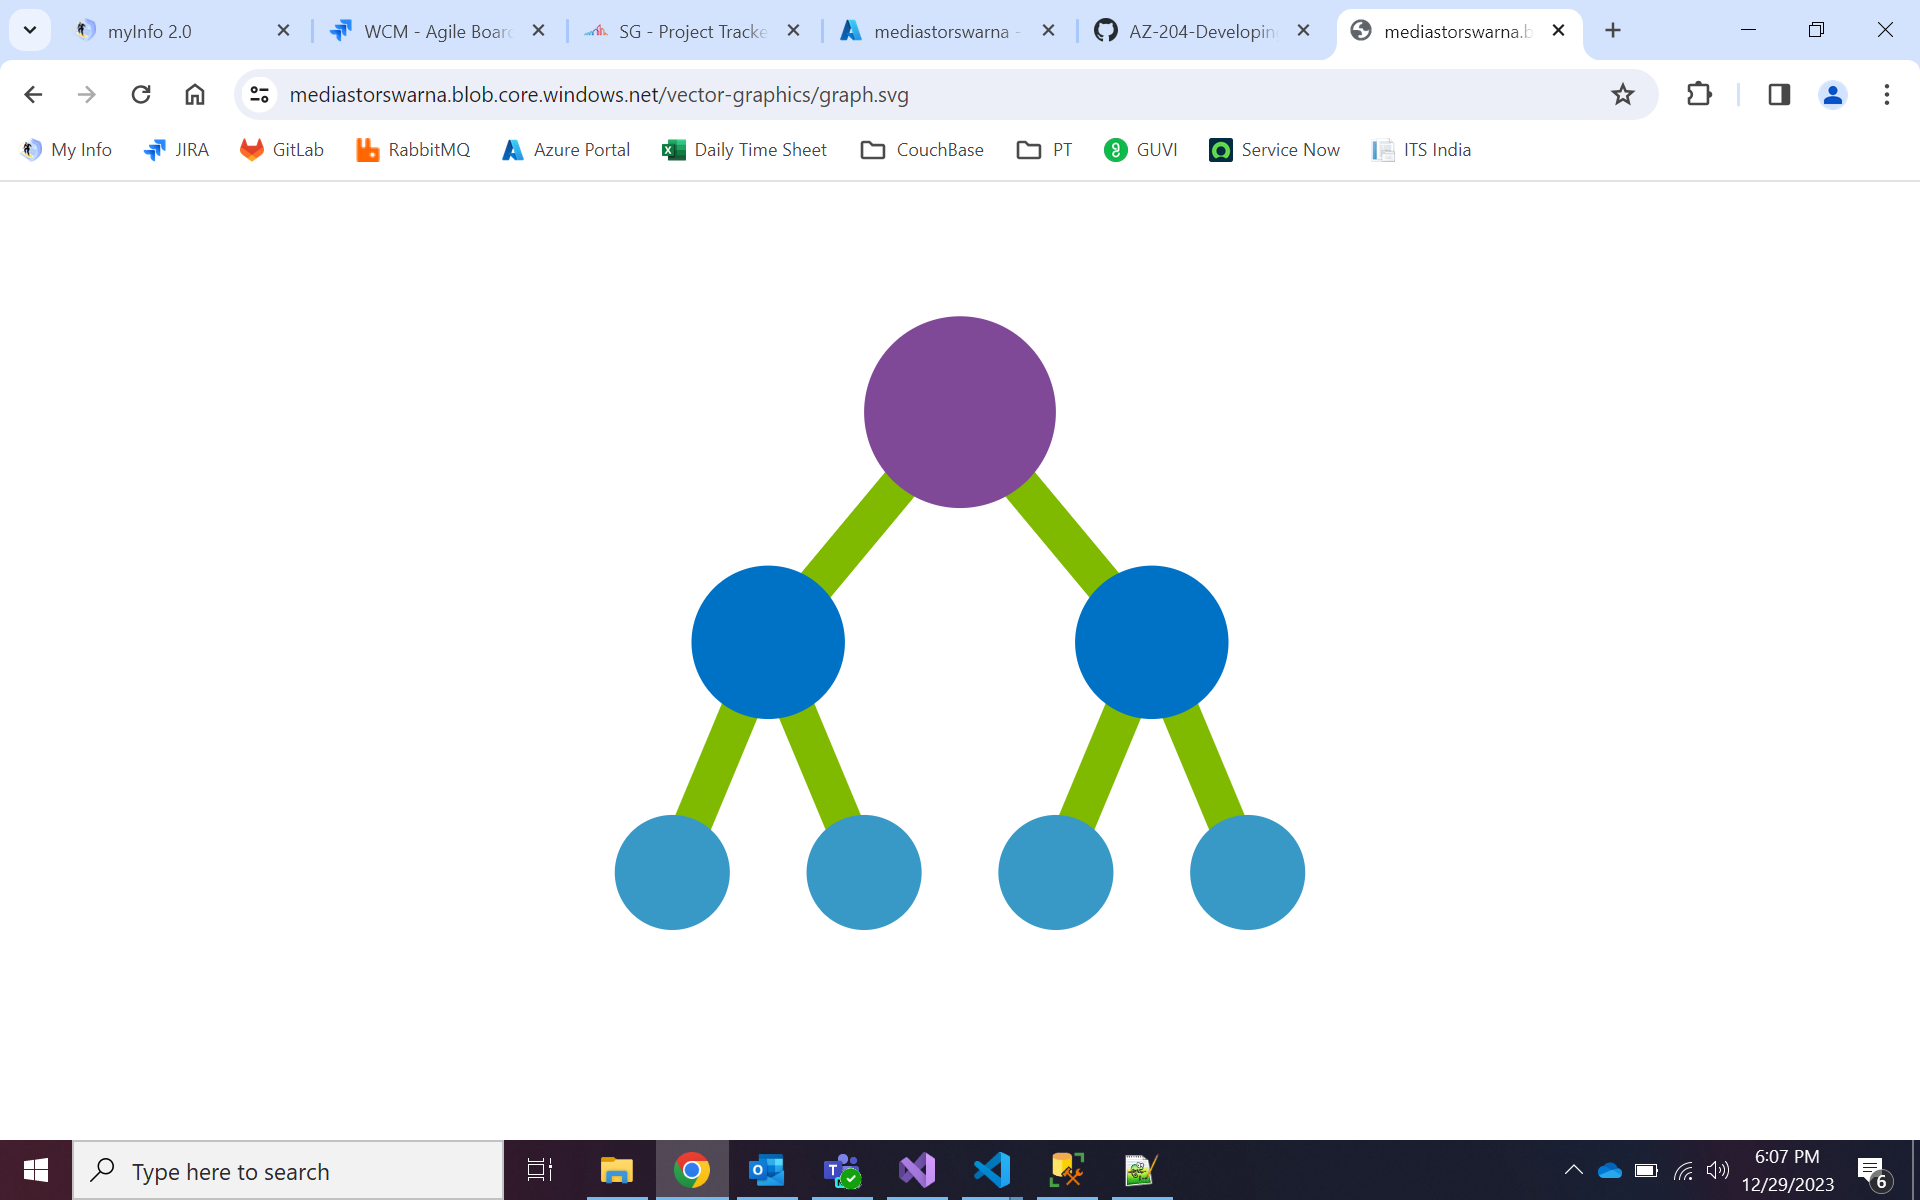 myInfo 2.0
WCM - Agile Boar
SG - Project Tracke
mediastorswarna -
AZ-204-Developin
mediastorswarna.b
mediastorswarna.blob.core.windows.net/vector-graphics/graph.svg
My Info
JIRA
GitLab
RabbitMQ
Azure Portal
Daily Time Sheet
CouchBase
PT
GUVI
Service Now
ITS India
Type here to search
6:07 PM
12/29/2023
6